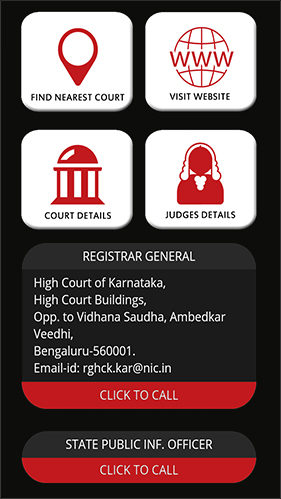 FIND NEAREST COURT
WWW
VISIT WEBSITE
COURT DETAILS
JUDGES DETAILS
REGISTRAR GENERAL
High Court of Karnataka,
High Court Buildings,
Opp. to Vidhana Saudha, Ambedkar
Veedhi,
Bengaluru-560001.
Email-id: rghck.kar@nic.in
CLICK TO CALL
STATE PUBLIC INF. OFFICER
CLICK TO CALL